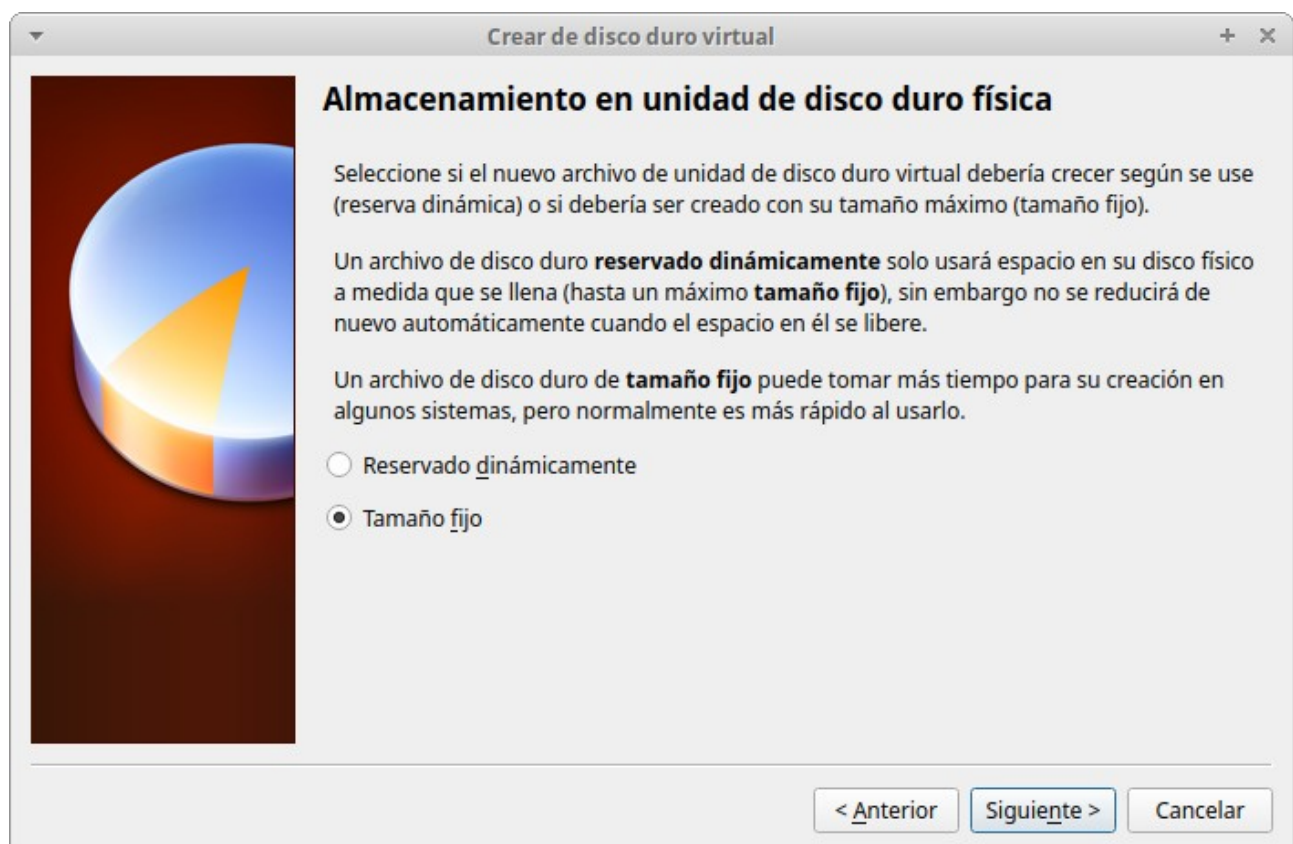 Crear de disco duro virtual
Almacenamiento en unidad de disco duro física
Seleccione si el nuevo archivo de unidad de disco duro virtual debería crecer según se use
(reserva dinámica) o si debería ser creado con su tamaño máximo (tamaño fijo).
Un archivo de disco duro reservado dinámicamente solo usará espacio en su disco físico
a medida que se llena (hasta un máximo tamaño fijo), sin embargo no se reducirá de
nuevo automáticamente cuando el espacio en él se libere.
Un archivo de disco duro de tamaño fijo puede tomar más tiempo para su creación en
algunos sistemas, pero normalmente es más rápido al usarlo.
Reservado dinámicamente
Tamaño fijo
< Anterior Siguiente > Cancelar